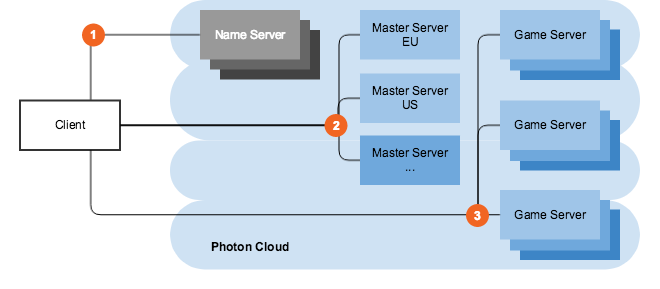 1
Name Server
Master Server
EU
Game Server
Master Server
US
Client
2
Game Server
Master Server
...
3
Game Server
Photon Cloud